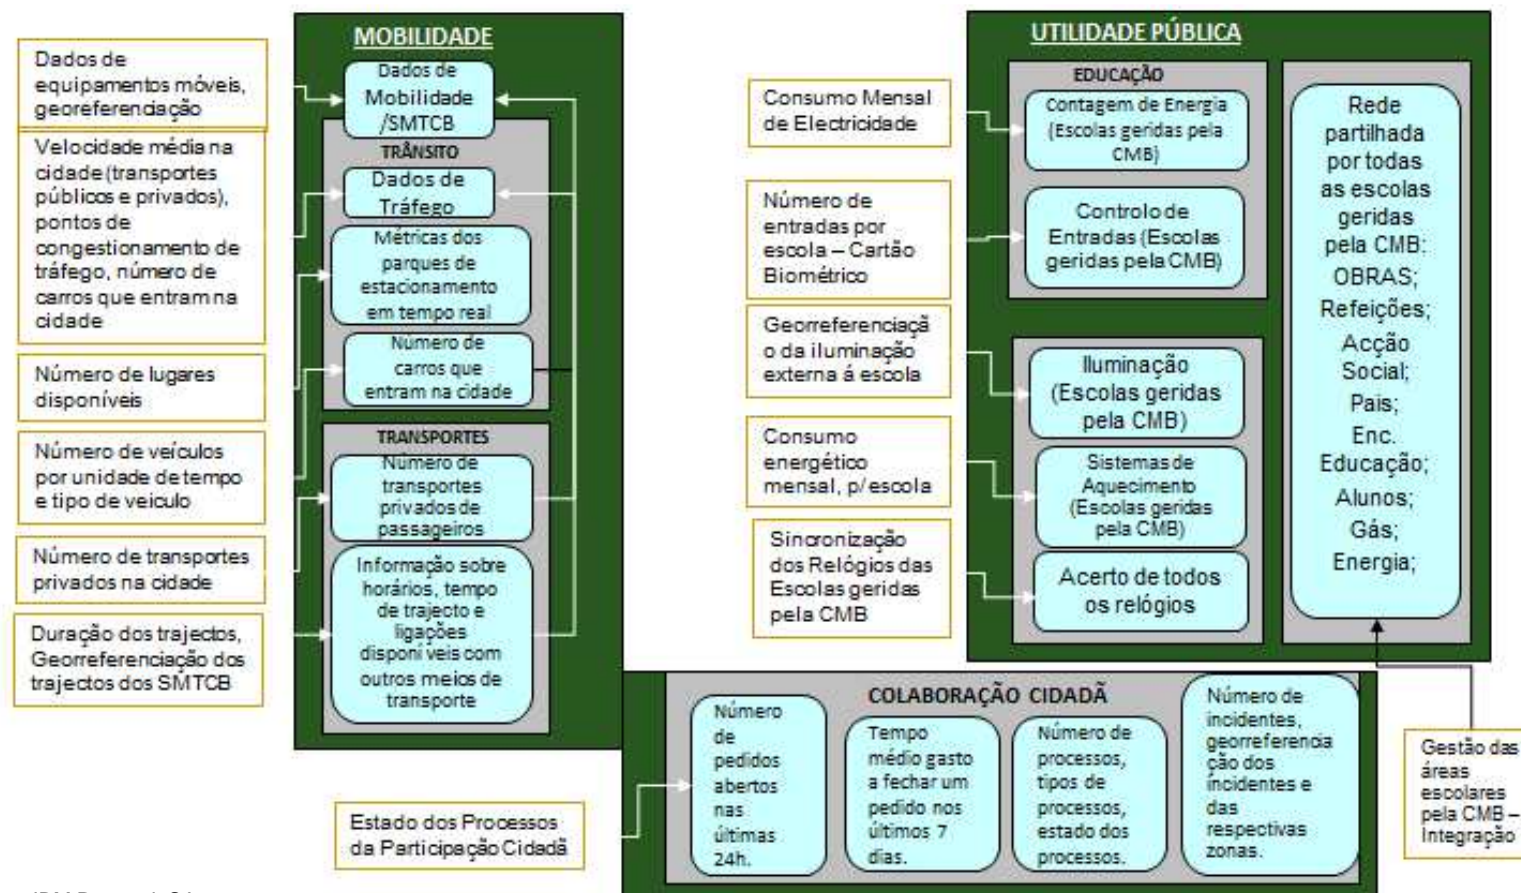 MOBILIDADE
Dados de
equipamentos móveis,
georeferenciação
Velocidade média na
cidade (transportes
públicos e privados),
pontos de
congestionamento de
tráfego, número de
carros que entram na
cidade
Número de lugares
disponíveis
Número de veículos
por unidade de tempo
e tipo de veiculo
Número de transportes
privados na cidade
Duração dos trajectos,
Georreferenciação dos
trajectos dos SMTCB
Dados de
Mobilidade
/SMTCB
TRÂNSITO
Dados de
Tráfego
Métricas dos
parques de
estacionamento
em tempo real
Número de
carros que
entram na cidade
TRANSPORTES
Número de
transportes
privados de
passageiros
Informação sobre
horários, tempo
de trajecto e
ligações
disponí veis com
outros meios de
transporte
UTILIDADE PÚBLICA
Consumo Mensal
de Electricidade
Número de
entradas por
escola – Cartão
Biométrico
Georreferenciaçã
o da iluminação
externa á escola
Consumo
energético
mensal, p/ escola
Sincronização
dos Relógios das
Escolas geridas
pela CMB
EDUCAÇÃO
Contagem de Energia
(Escolas geridas pela
CMB)
Controlo de
Entradas (Escolas
geridas pela CMB)
Iluminação
(Escolas geridas
pela CMB)
Sistemas de
Aquecimento
(Escolas geridas
pela CMB)
Acerto de todos
os relógios
Rede
partilhada
por todas
as escolas
geridas
pela CMB:
OBRAS;
Refeições;
Acção
Social;
Pais;
Enc.
Educação;
Alunos;
Gás;
Energia;
COLABORAÇÃO CIDADÃ
Estado dos Processos
da Participação Cidadã
Número
de
pedidos
abertos
nas
últimas
24h.
Tempo
médio gasto
a fechar um
pedido nos
últimos 7
dias.
Número de
processos,
tipos de
processos,
estado dos
processos.
Número de
incidentes,
georreferencia
ção dos
incidentes e
das
respectivas
zonas.
Gestão das
áreas
escolares
pela CMB –
Integração